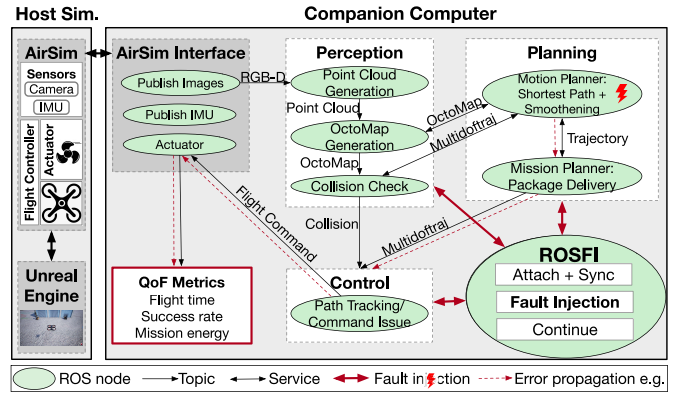 Host Sim.
Companion Computer
AirSim
Sensors
Camera
IMU
Flight Controller
Actuator
Unreal
Engine
AirSim Interface
Publish Images
Publish IMU
Actuator
RGB-D
Perception
Point Cloud
Generation
Point Cloud
OctoMap
Generation
OctoMap
Collision Check
Collision
OctoMap
Multidoftraj
Planning
Motion Planner:
Shortest Path +
Smoothening
Trajectory
Mission Planner:
Package Delivery
Flight Command
Multidoftraj
QoF Metrics
Flight time
Success rate
Mission energy
Control
Path Tracking/
Command Issue
ROSFI
Attach + Sync
Fault Injection
Continue
ROS node
Topic
Service
Fault injection
Error propagation e.g.